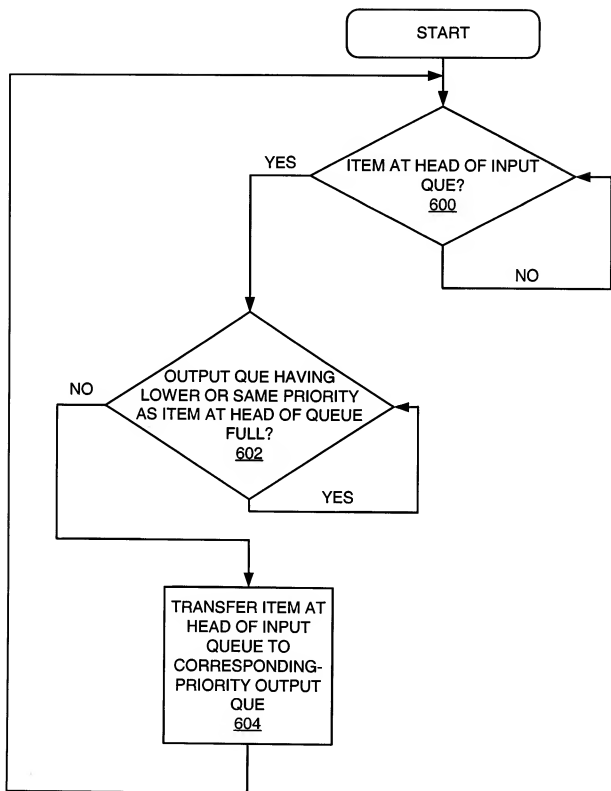 START
ITEM AT HEAD OF INPUT
QUE?
600
YES
NO
OUTPUT QUE HAVING
LOWER OR SAME PRIORITY
AS ITEM AT HEAD OF QUEUE
FULL?
602
NO
YES
TRANSFER ITEM AT
HEAD OF INPUT
QUEUE TO
CORRESPONDING-
PRIORITY OUTPUT
QUE
604